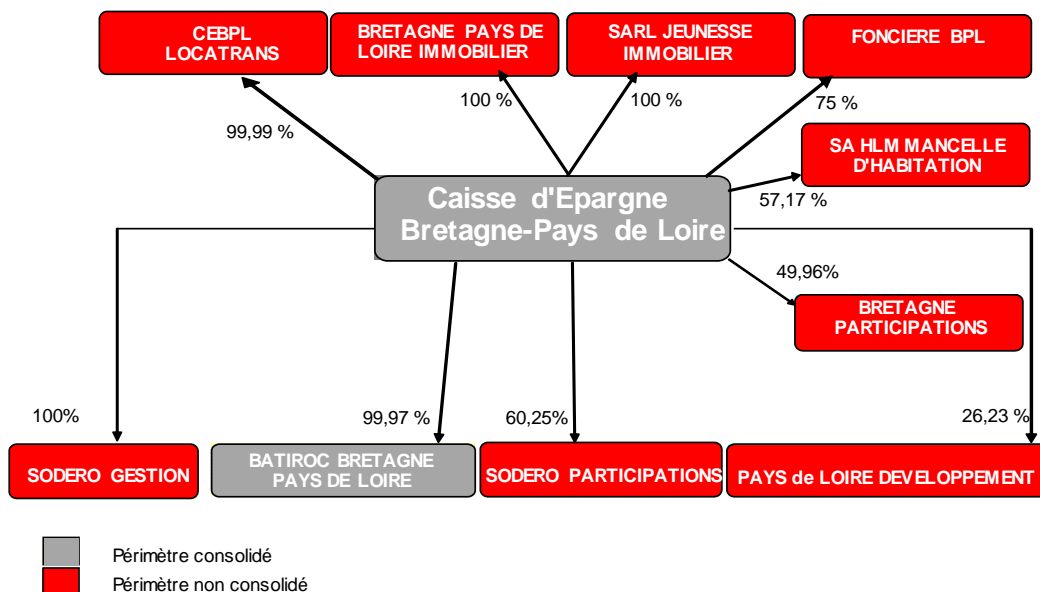 CEBPL
LOCATRANS
BRETAGNE PAYS DE
LOIRE IMMOBILIER
SARL JEUNESSE
IMMOBILIER
FONCIERE BPL
99,99 %
100 %
100 %
75 %
SA HLM MANCELLE
D'HABITATION
57,17 %
Caisse d'Epargne
Bretagne-Pays de Loire
49,96%
BRETAGNE
PARTICIPATIONS
100%
99,97 %
60,25%
26,23 %
SODERO GESTION
BATIROC BRETAGNE
PAYS DE LOIRE
SODERO PARTICIPATIONS
PAYS de LOIRE DEVELOPPEMENT
Périmètre consolidé
Périmètre non consolidé